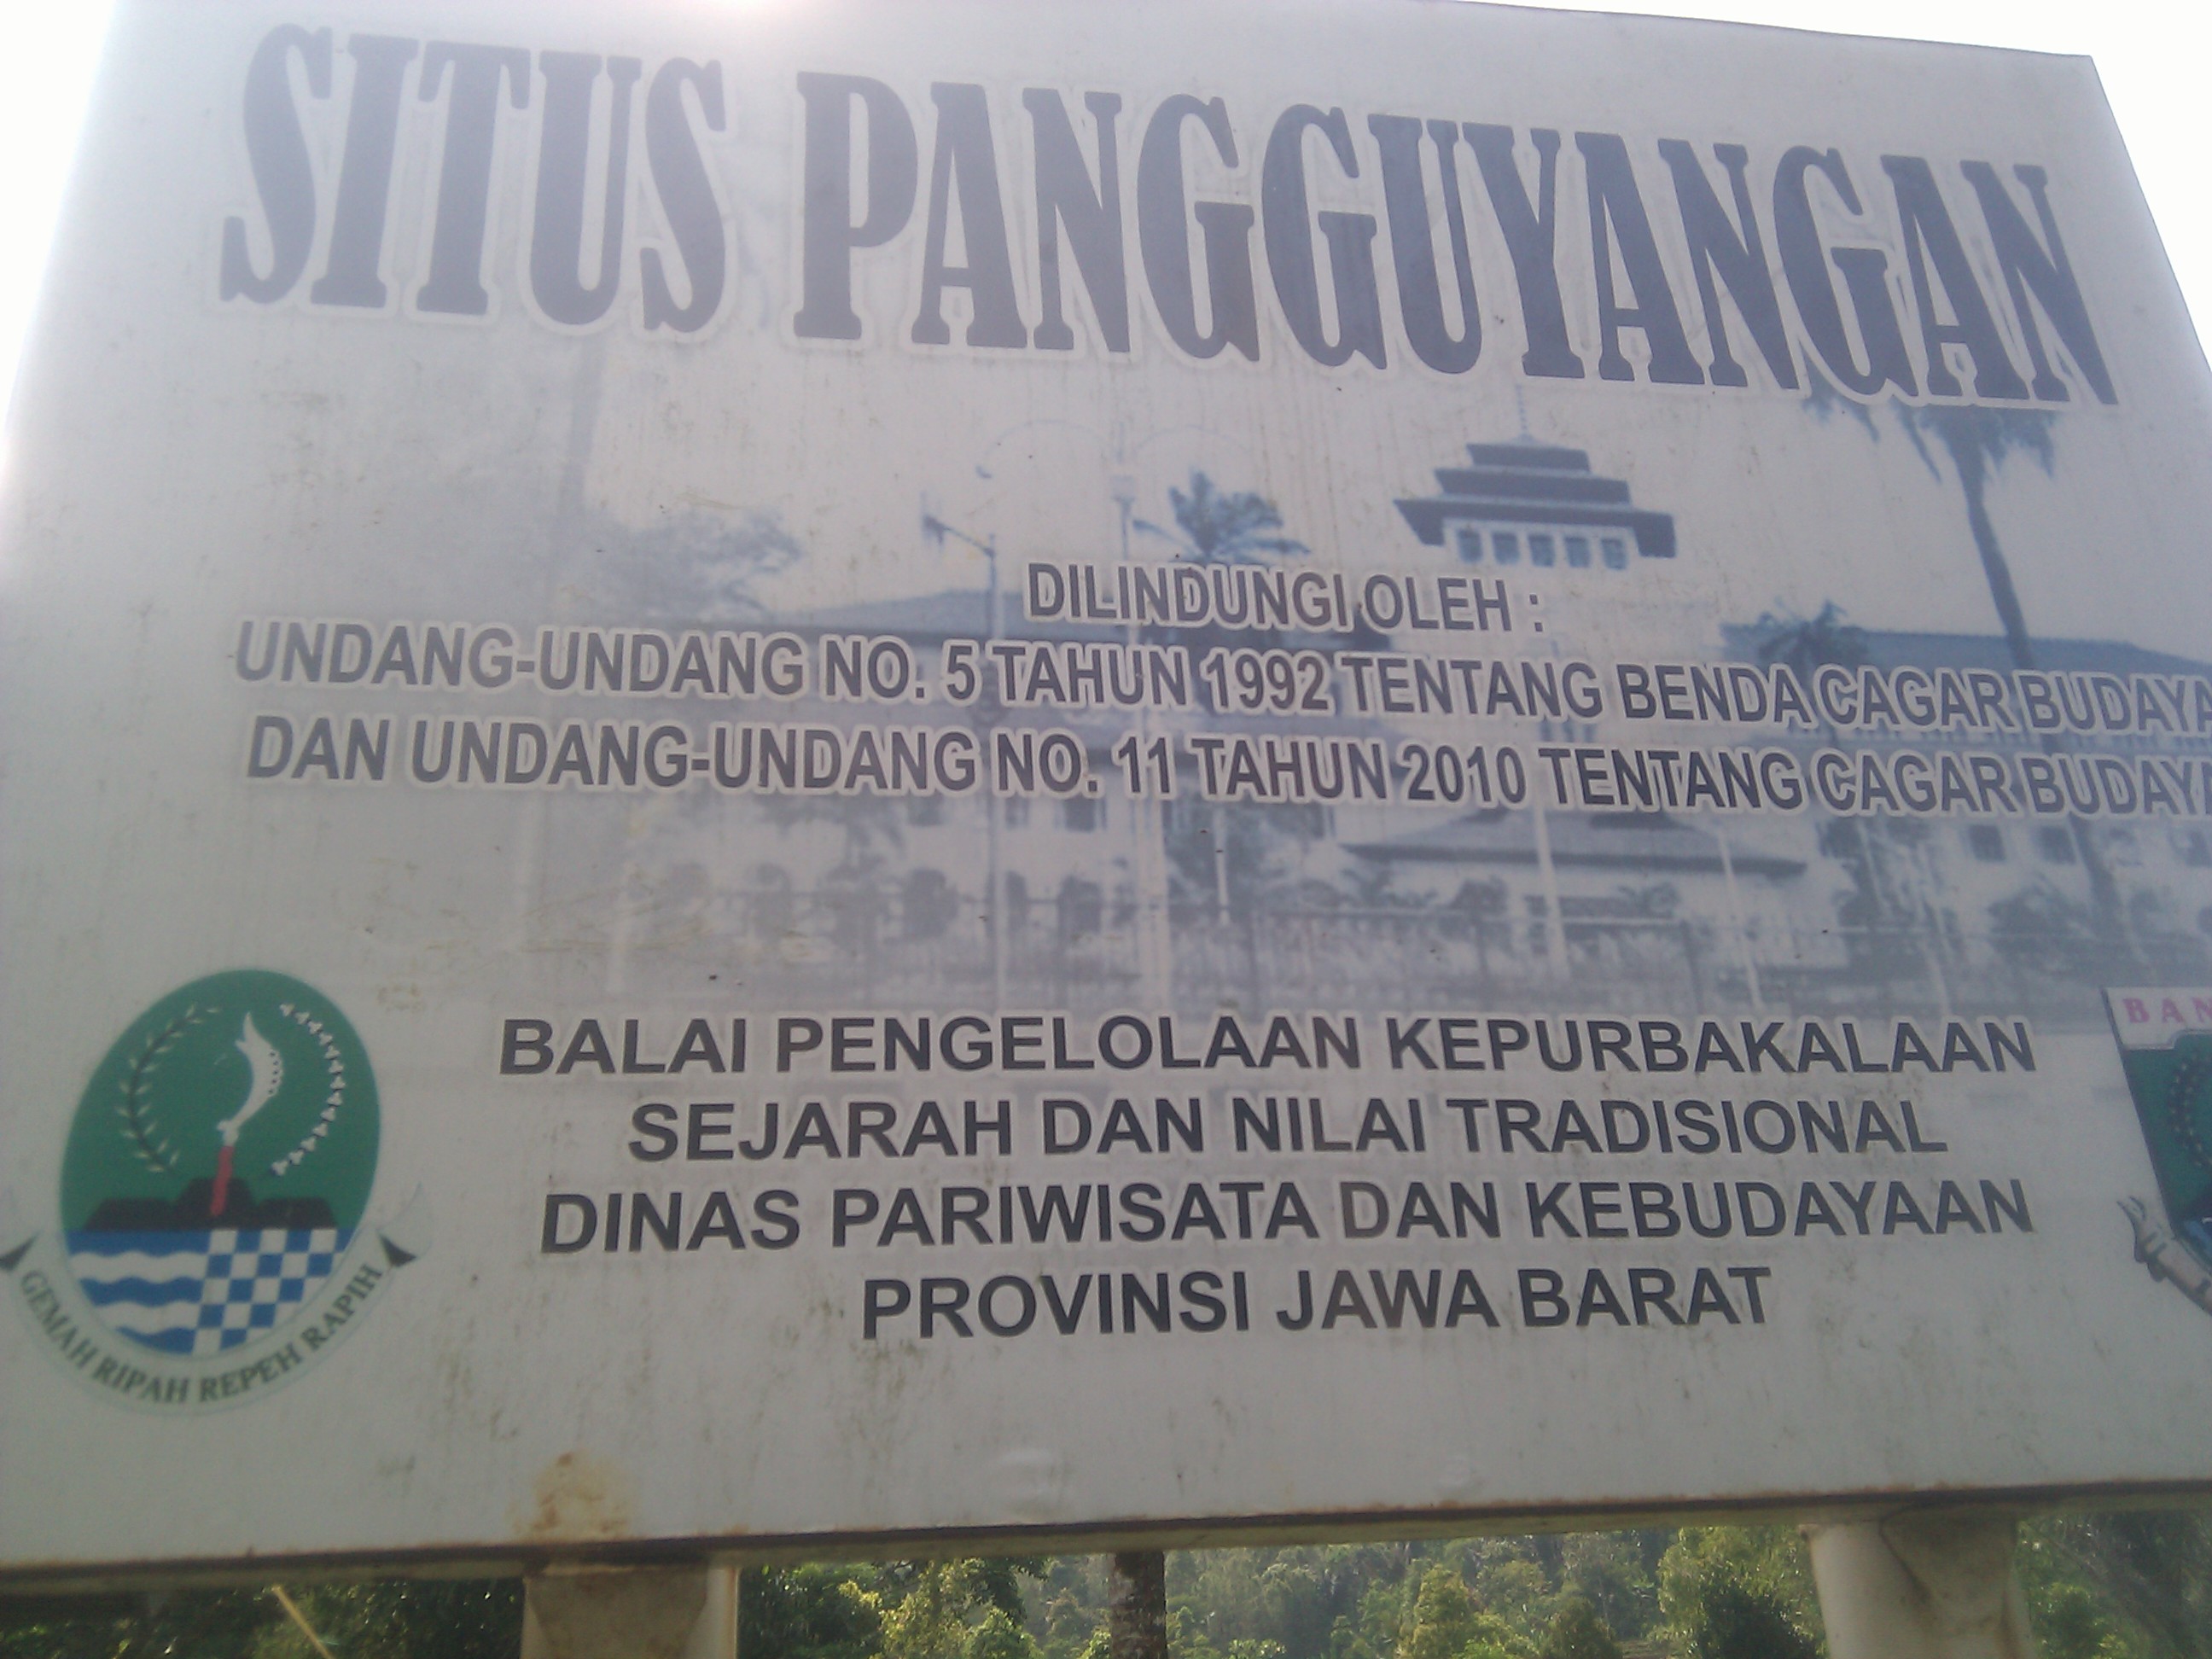 SITUS PANGGUYANGAN
DILINDUNGI OLEH :
UNDANG-UNDANG NO. 5 TAHUN 1992 TENTANG BENDA CAGAR BUDAYA
DAN UNDANG-UNDANG NO. 11 TAHUN 2010 TENTANG CAGAR BUDAYA
BALAI PENGELOLAAN KEPURBAKALAAN
SEJARAH DAN NILAI TRADISIONAL
DINAS PARIWISATA DAN KEBUDAYAAN
PROVINSI JAWA BARAT
GEMAH RIPAH REPEH RAPIH